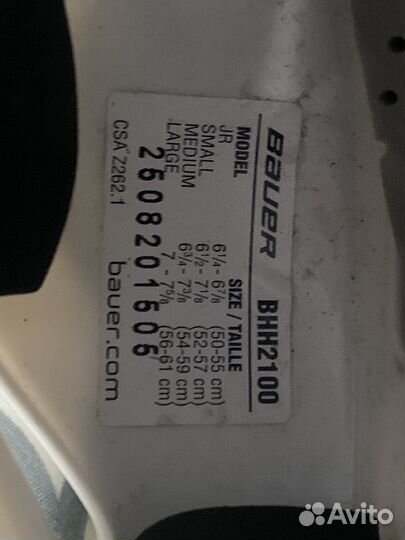 BAUER BHH2100
MODEL SIZE / TAILLE
JR 6¼ - 6⅞ (50-55 cm)
SMALL 6½ - 7⅛ (52-57 cm)
MEDIUM 6¾ - 7⅜ (54-59 cm)
LARGE 7 - 7⅝ (56-61 cm)
2608201506
CSA Z262.1 bauer.com
Avito